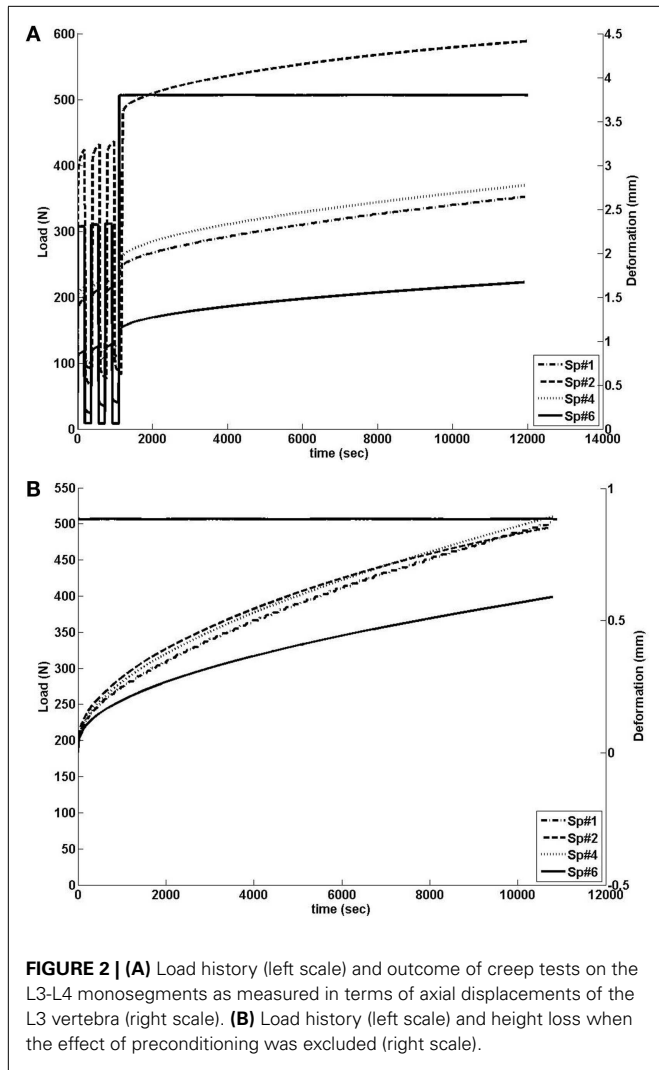 A
600
500
400
300
200
100
0
Load (N)
4.5
4
3.5
3
2.5
2
1.5
1
0.5
0
Deformation (mm)
Sp#1
Sp#2
Sp#4
Sp#6
0 2000 4000 6000 8000 10000 12000 14000
time (sec)
B
550
500
450
400
350
300
250
200
150
100
50
0
Load (N)
1
0.5
0
-0.5
Deformation (mm)
Sp#1
Sp#2
Sp#4
Sp#6
0 2000 4000 6000 8000 10000 12000
time (sec)
FIGURE 2 | (A) Load history (left scale) and outcome of creep tests on the
L3-L4 monosegments as measured in terms of axial displacements of the
L3 vertebra (right scale). (B) Load history (left scale) and height loss when
the effect of preconditioning was excluded (right scale).